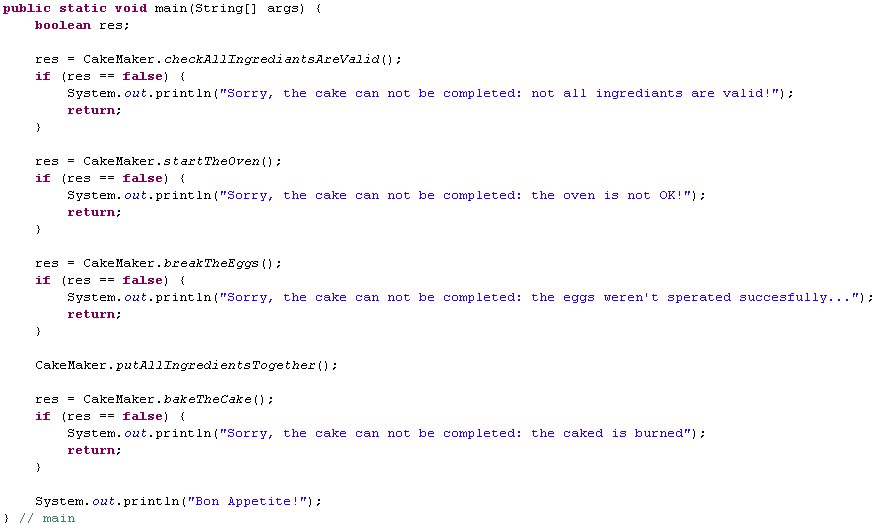 public static void main(String[] args) {
    boolean res;

    res = CakeMaker.checkAllIngrediantsAreValid();
    if (res == false) {
        System.out.println("Sorry, the cake can not be completed: not all ingrediants are valid!");
        return;
    }

    res = CakeMaker.startTheOven();
    if (res == false) {
        System.out.println("Sorry, the cake can not be completed: the oven is not OK!");
        return;
    }

    res = CakeMaker.breakTheEggs();
    if (res == false) {
        System.out.println("Sorry, the cake can not be completed: the eggs weren't sperated succesfully...");
        return;
    }

    CakeMaker.putAllIngredientsTogether();

    res = CakeMaker.bakeTheCake();
    if (res == false) {
        System.out.println("Sorry, the cake can not be completed: the caked is burned");
        return;
    }

    System.out.println("Bon Appetite!");
} // main